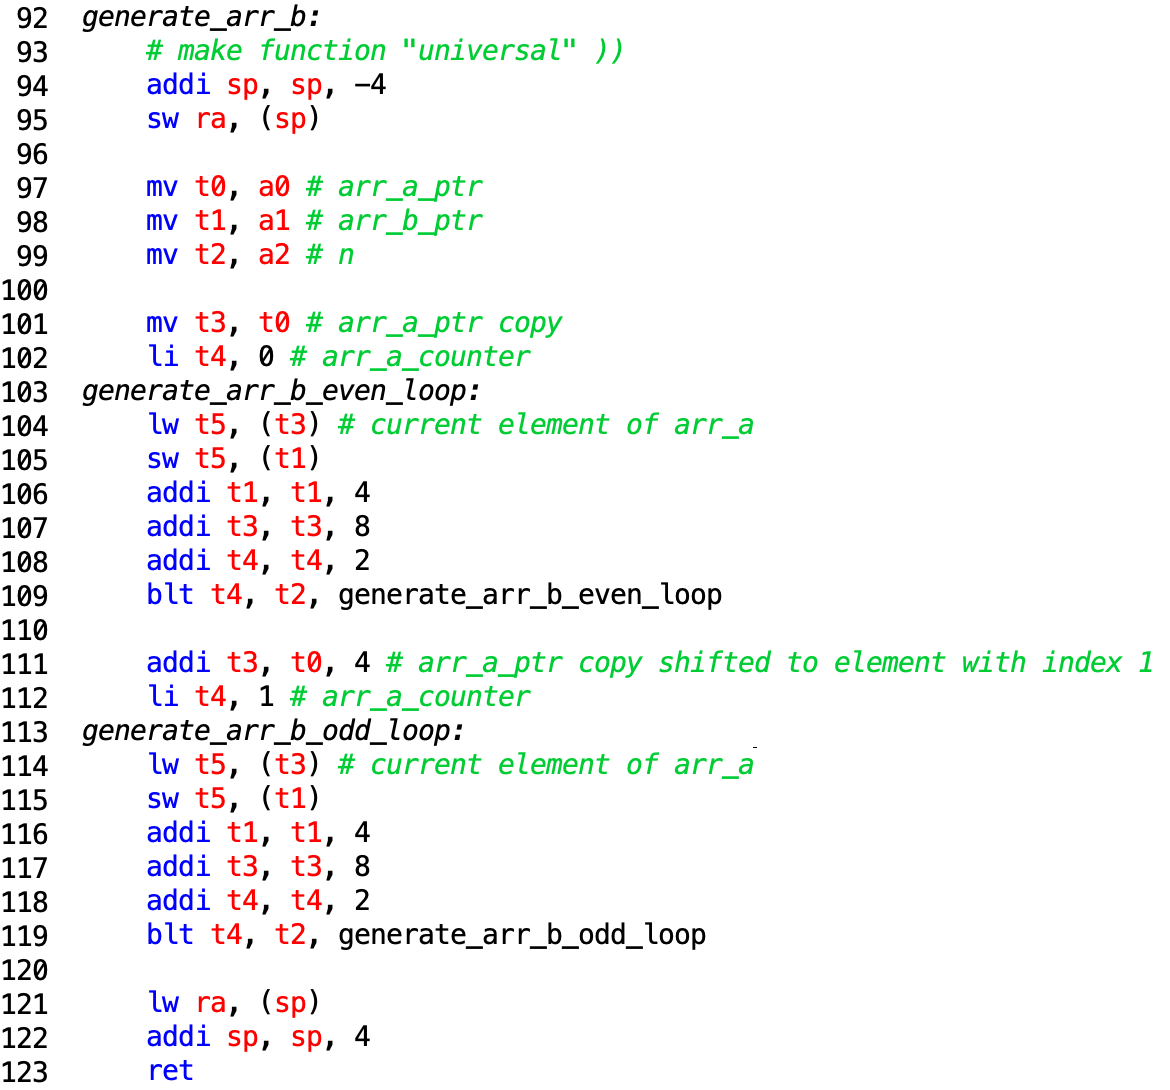 92 generate_arr_b:
93 # make function "universal" ))
94 addi sp, sp, -4
95 sw ra, (sp)
96
97 mv t0, a0 # arr_a_ptr
98 mv t1, a1 # arr_b_ptr
99 mv t2, a2 # n
100
101 mv t3, t0 # arr_a_ptr copy
102 li t4, 0 # arr_a_counter
103 generate_arr_b_even_loop:
104 lw t5, (t3) # current element of arr_a
105 sw t5, (t1)
106 addi t1, t1, 4
107 addi t3, t3, 8
108 addi t4, t4, 2
109 blt t4, t2, generate_arr_b_even_loop
110
111 addi t3, t0, 4 # arr_a_ptr copy shifted to element with index 1
112 li t4, 1 # arr_a_counter
113 generate_arr_b_odd_loop:
114 lw t5, (t3) # current element of arr_a
115 sw t5, (t1)
116 addi t1, t1, 4
117 addi t3, t3, 8
118 addi t4, t4, 2
119 blt t4, t2, generate_arr_b_odd_loop
120
121 lw ra, (sp)
122 addi sp, sp, 4
123 ret